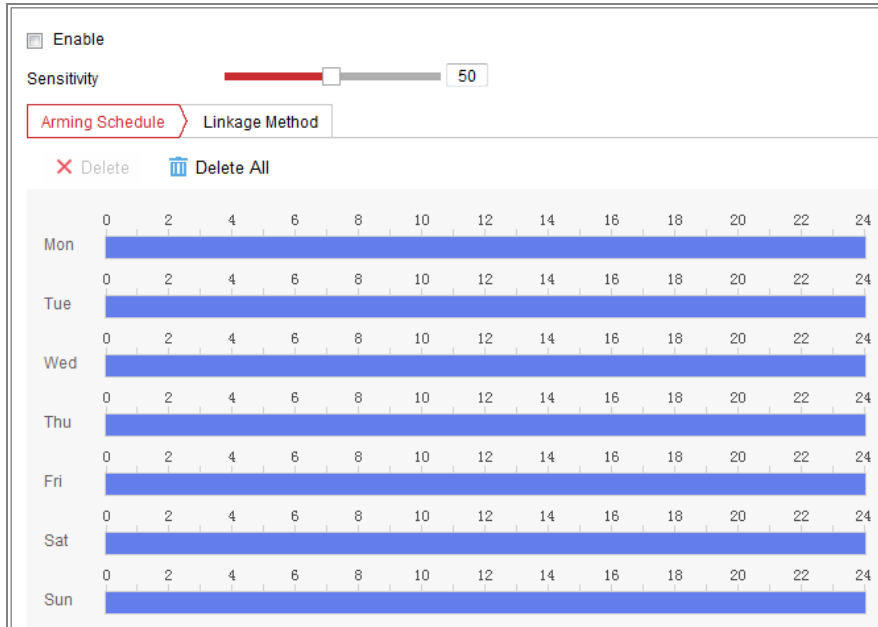 Enable
Sensitivity 50
Arming Schedule Linkage Method
Delete Delete All
0 2 4 6 8 10 12 14 16 18 20 22 24
Mon
0 2 4 6 8 10 12 14 16 18 20 22 24
Tue
0 2 4 6 8 10 12 14 16 18 20 22 24
Wed
0 2 4 6 8 10 12 14 16 18 20 22 24
Thu
0 2 4 6 8 10 12 14 16 18 20 22 24
Fri
0 2 4 6 8 10 12 14 16 18 20 22 24
Sat
0 2 4 6 8 10 12 14 16 18 20 22 24
Sun